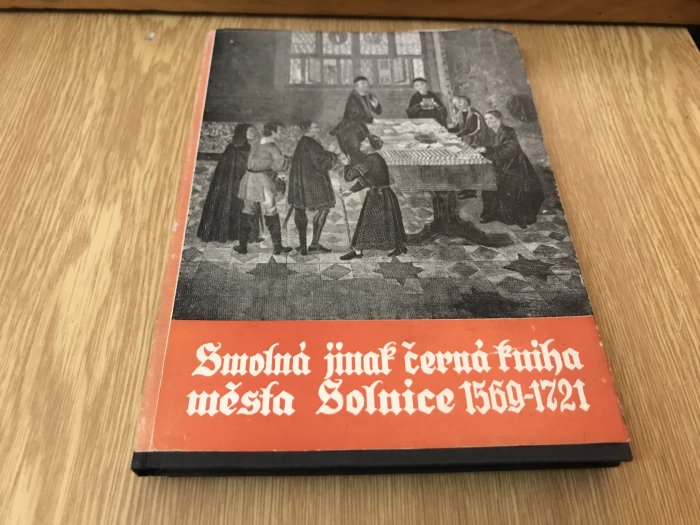 Smolná jinak černá kniha
města Solnice 1569-1721